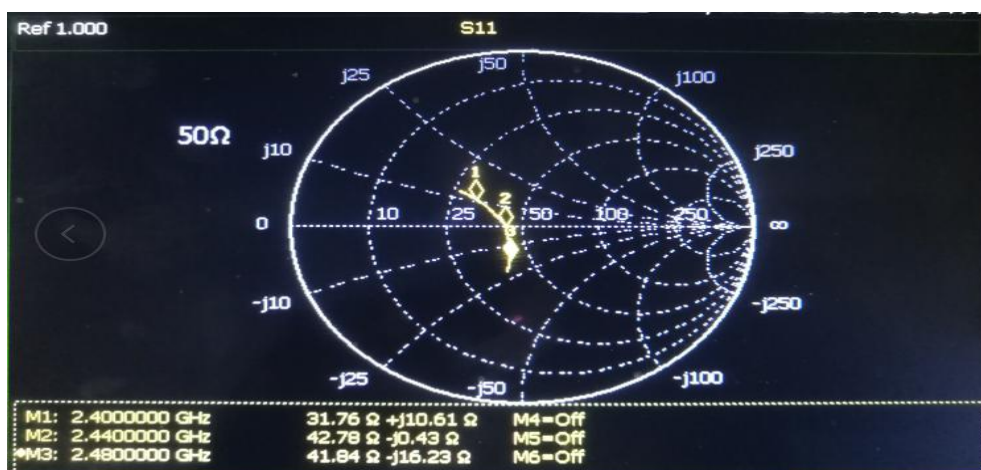 Ref 1.000 S11
j50
j25 j100
50Ω
j10 j250
1
2
0 10 25 50 100 250 ∞
3
-j10 -j250
-j25 -j50 -j100
M1: 2.4000000 GHz 31.76 Ω +j10.61 Ω M4=Off
M2: 2.4400000 GHz 42.78 Ω -j0.43 Ω M5=Off
M3: 2.4800000 GHz 41.84 Ω -j16.23 Ω M6=Off